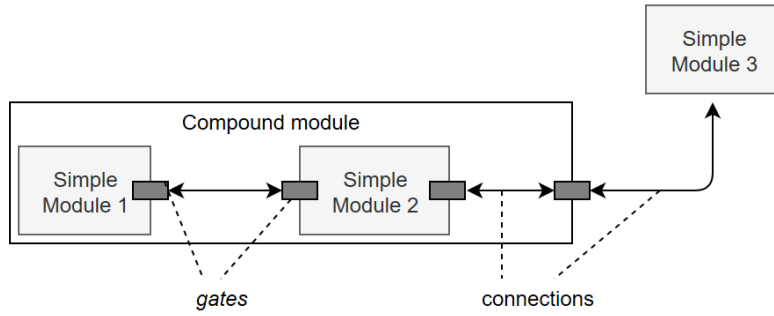 Simple
Module 3
Compound module
Simple
Module 1
Simple
Module 2
gates
connections